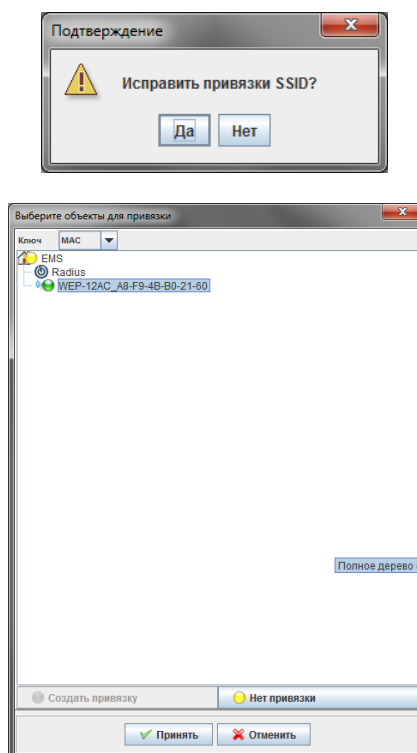 Подтверждение
Исправить привязки SSID?
Да Нет
Выберите объекты для привязки
Ключ MAC
EMS
Radius
WEP-12AC_A8-F9-4B-B0-21-60
Полное дерево
Создать привязку Нет привязки
Принять Отменить